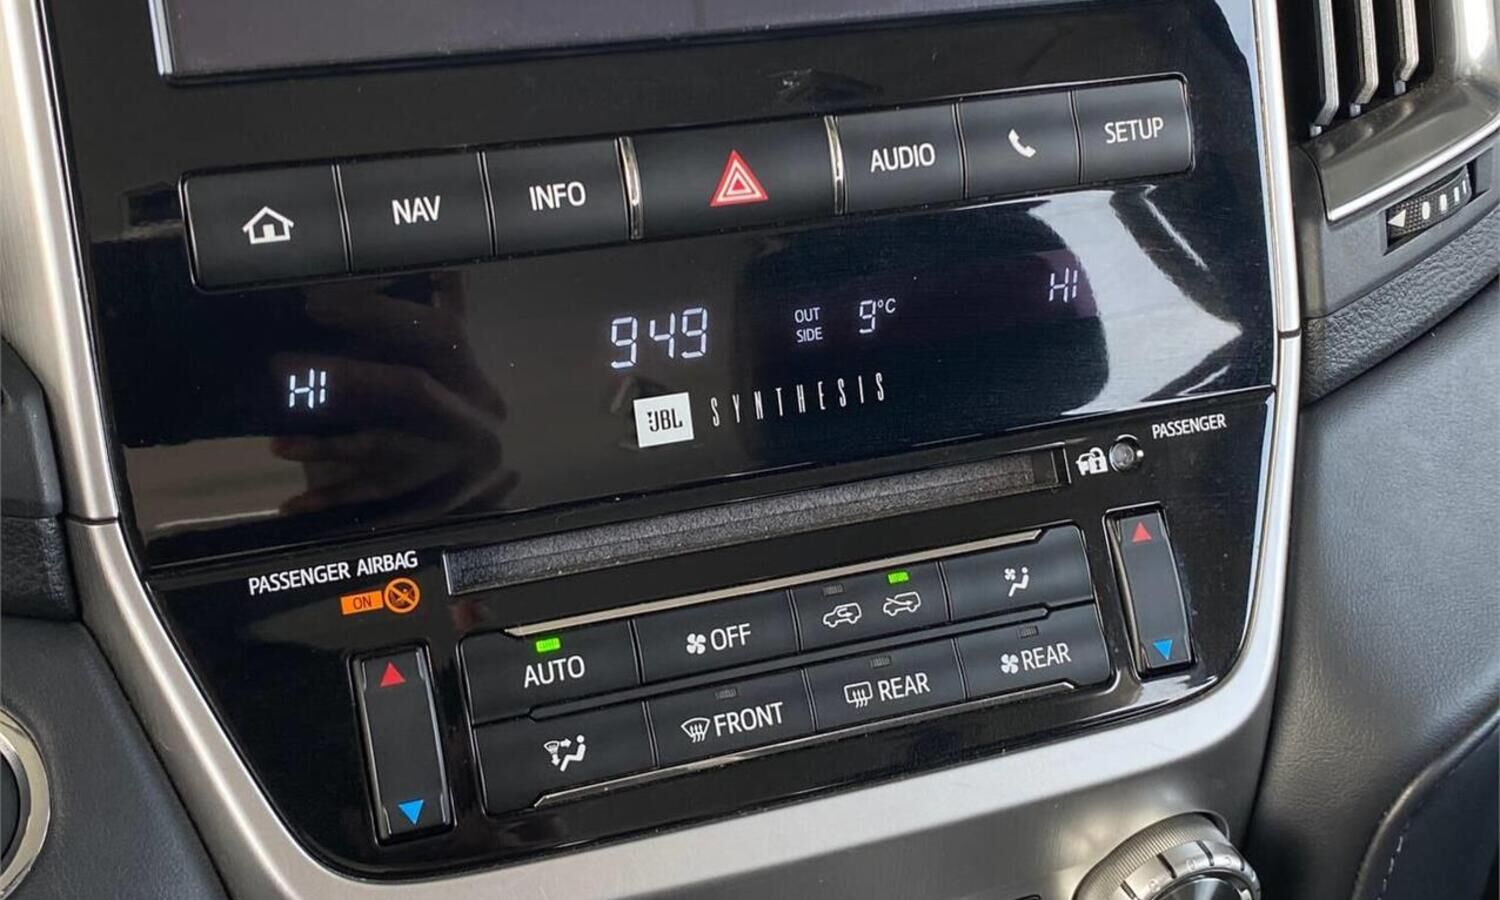 NAV
INFO
AUDIO
SETUP
HI
949
OUT
SIDE
9°C
HI
JBL SYNTHESIS
PASSENGER
PASSENGER AIRBAG
ON
AUTO
OFF
FRONT
REAR
REAR